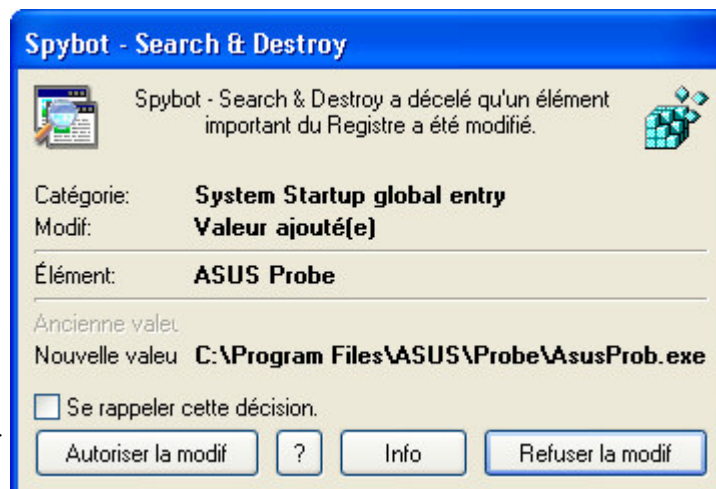 Spybot - Search & Destroy
Spybot - Search & Destroy a décelé qu'un élément
important du Registre a été modifié.
Catégorie: System Startup global entry
Modif: Valeur ajouté(e)
Élément: ASUS Probe
Ancienne valeu
Nouvelle valeu C:\Program Files\ASUS\Probe\AsusProb.exe
Se rappeler cette décision.
Autoriser la modif ? Info Refuser la modif